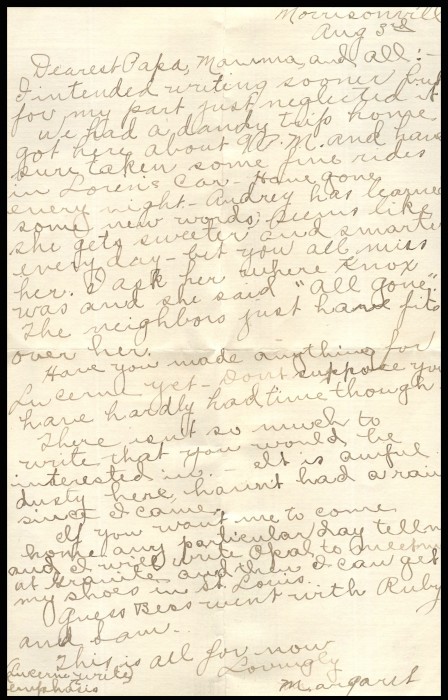 Morrisonvill
Aug 3rd
Dearest Papa, Mamma, and all:-
I intended writing sooner but
for my part just neglected it
We had a dandy trip home
got here about 9 P.M. and have
sure taken some fine rides
in Loren's Car - Have gone
every night - Audrey has learned
some new words; Seems like
she gets sweeter and smarter
every day - but you all miss
her. I ask her where Knox
was and she said "all gone".
The neighbors just have fits
over her.
Have you made anything for
Lucerne yet - Don't suppose you
have hardly had time though
There isn't so much to
write that you would be
interested in. - It is awful
dusty here, haven't had a rain
since I came.
If you want me to come
home any particular day tell me
and I will write Opal to meet me
at Granite and then I can get
my shoes in St. Louis.
Guess Bess went with Ruby
and Law..
This is all for now
Lovingly
Margaret
(Lucerne write)
emphasis